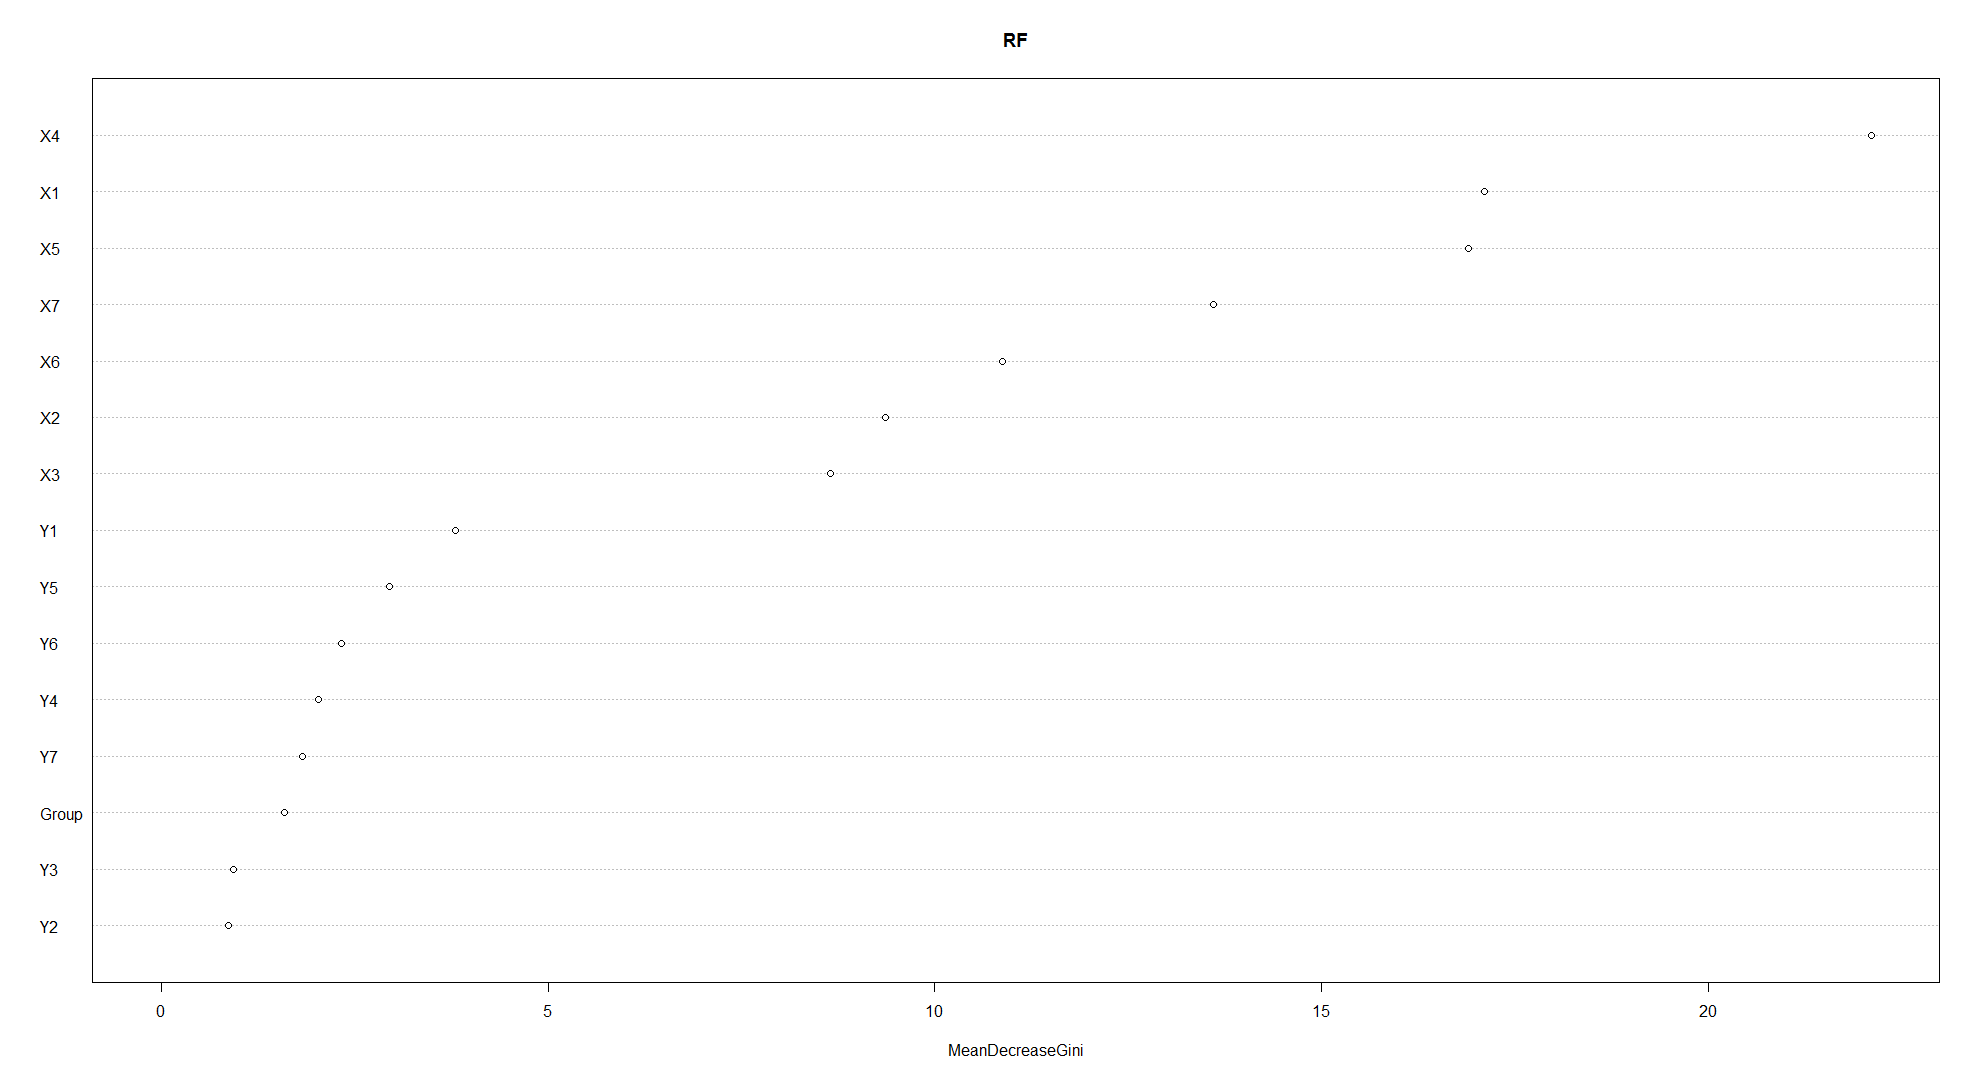 RF
X4
X1
X5
X7
X6
X2
X3
Y1
Y5
Y6
Y4
Y7
Group
Y3
Y2
0 5 10 15 20
MeanDecreaseGini